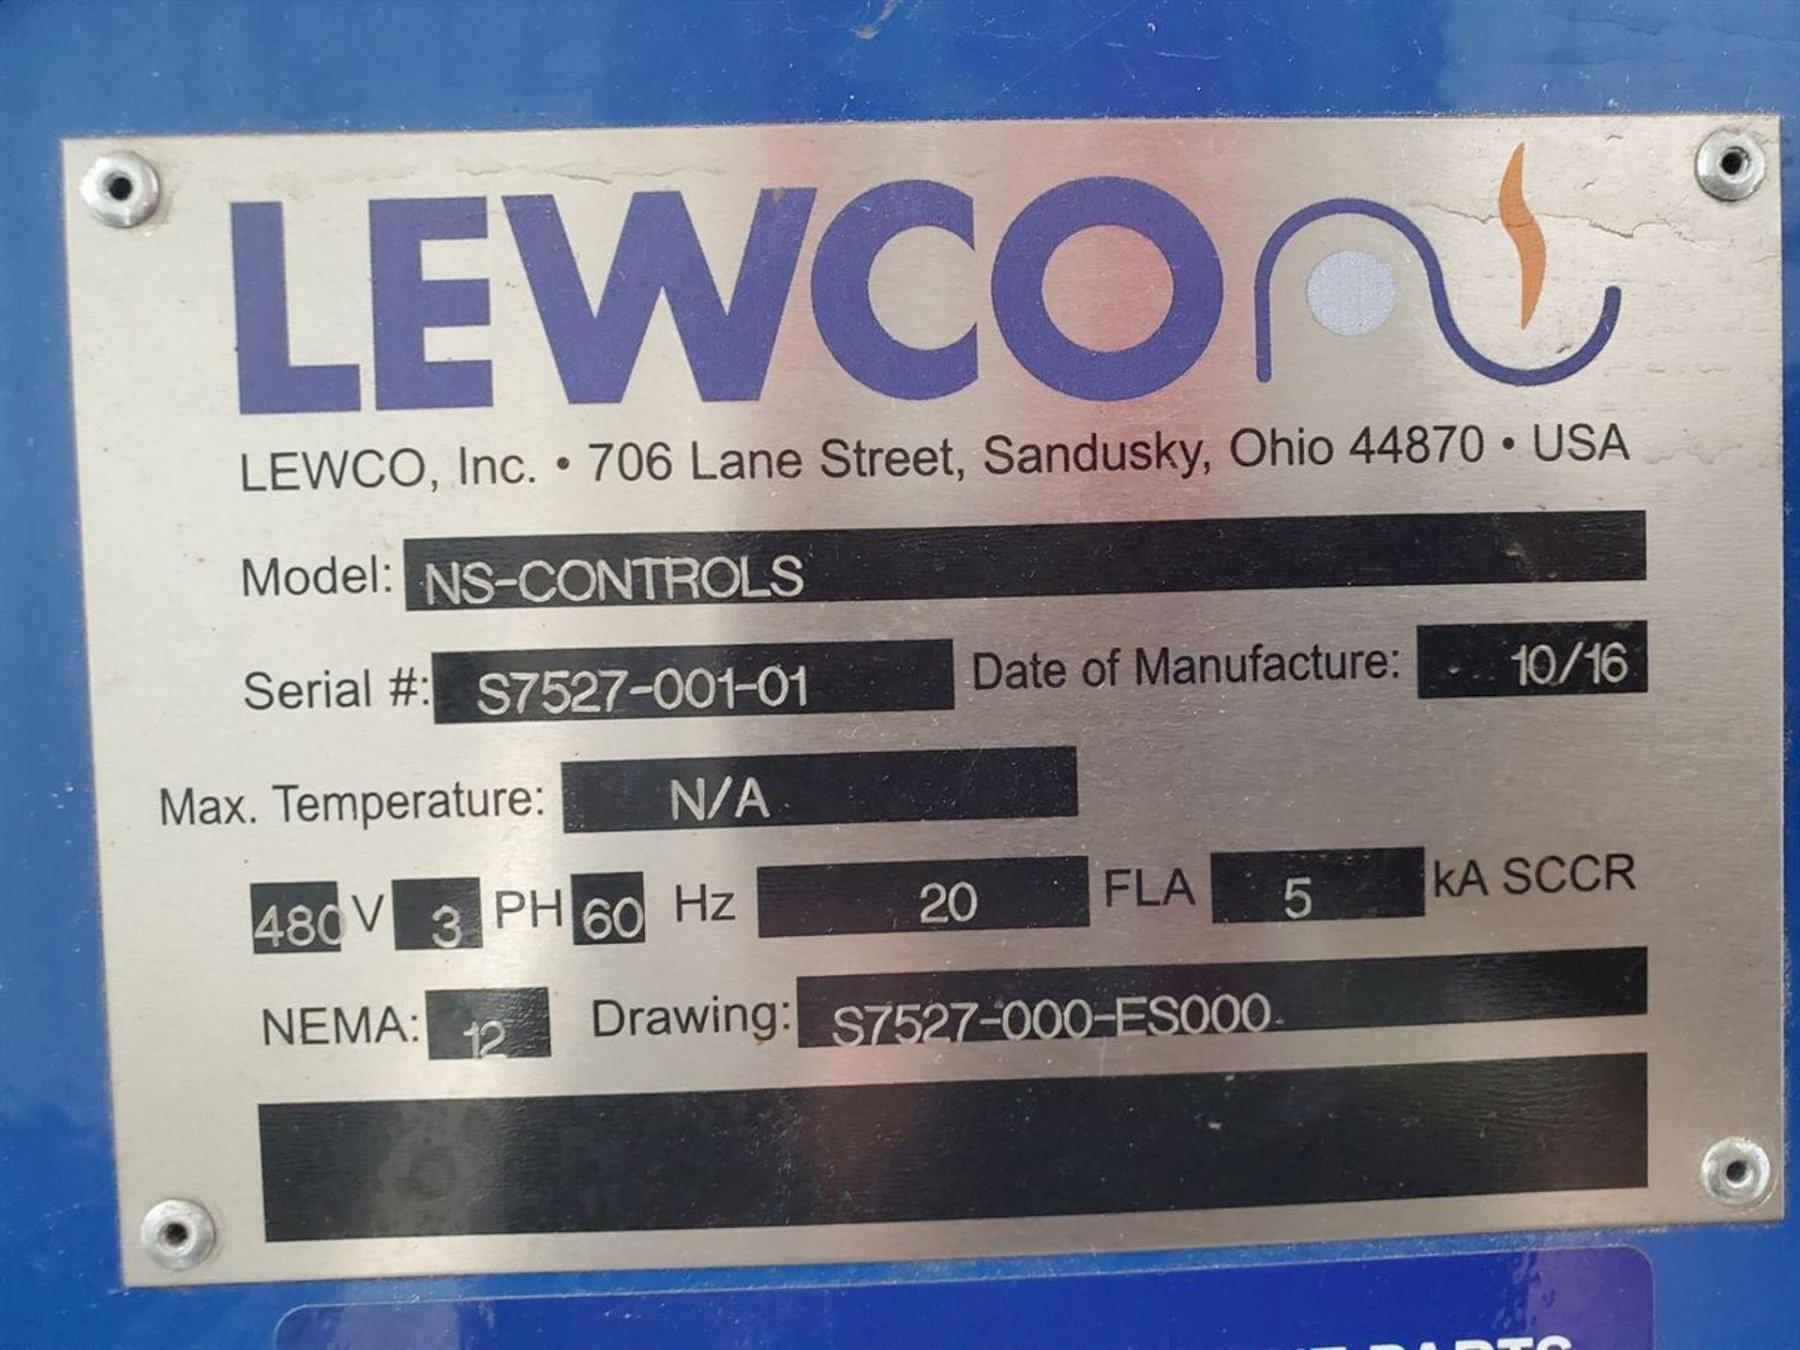 LEWCO
LEWCO, Inc. • 706 Lane Street, Sandusky, Ohio 44870 • USA
Model: NS-CONTROLS
Serial #: S7527-001-01 Date of Manufacture: 10/16
Max. Temperature: N/A
480 V 3 PH 60 Hz 20 FLA 5 kA SCCR
NEMA: 12 Drawing: S7527-000-ES000
PARTS